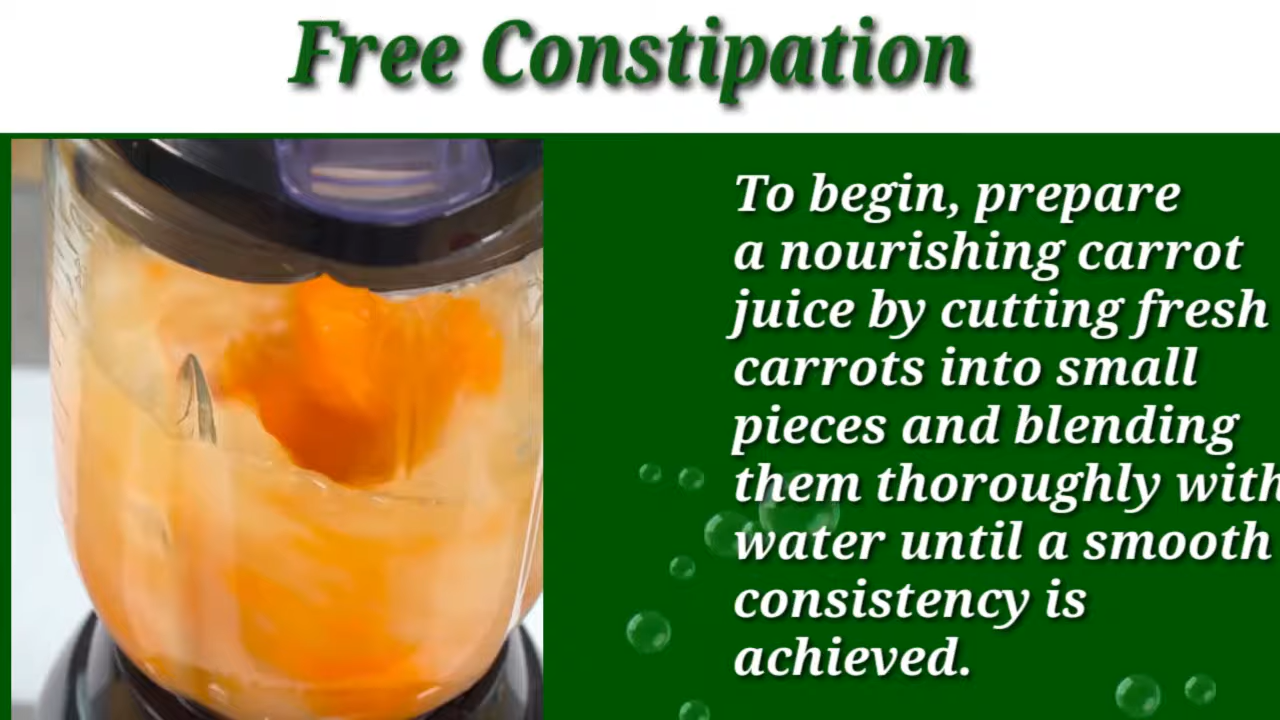 Free Constipation
To begin, prepare
a nourishing carrot
juice by cutting fresh
carrots into small
pieces and blending
them thoroughly with
water until a smooth
consistency is
achieved.